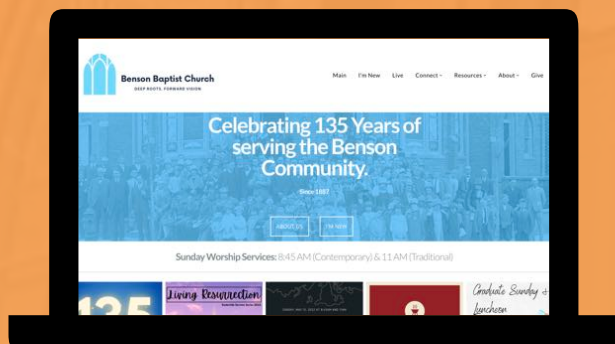 Benson Baptist Church
DEEP ROOTS, FORWARD VISION
Main I'm New Live Connect Resources About Give
Celebrating 135 Years of
serving the Benson
Community.
Since 1887
ABOUT US I'M NEW
Sunday Worship Services: 8:45 AM (Contemporary) & 11 AM (Traditional)
135 Living Resurrection Graduate Sunday +
Luncheon